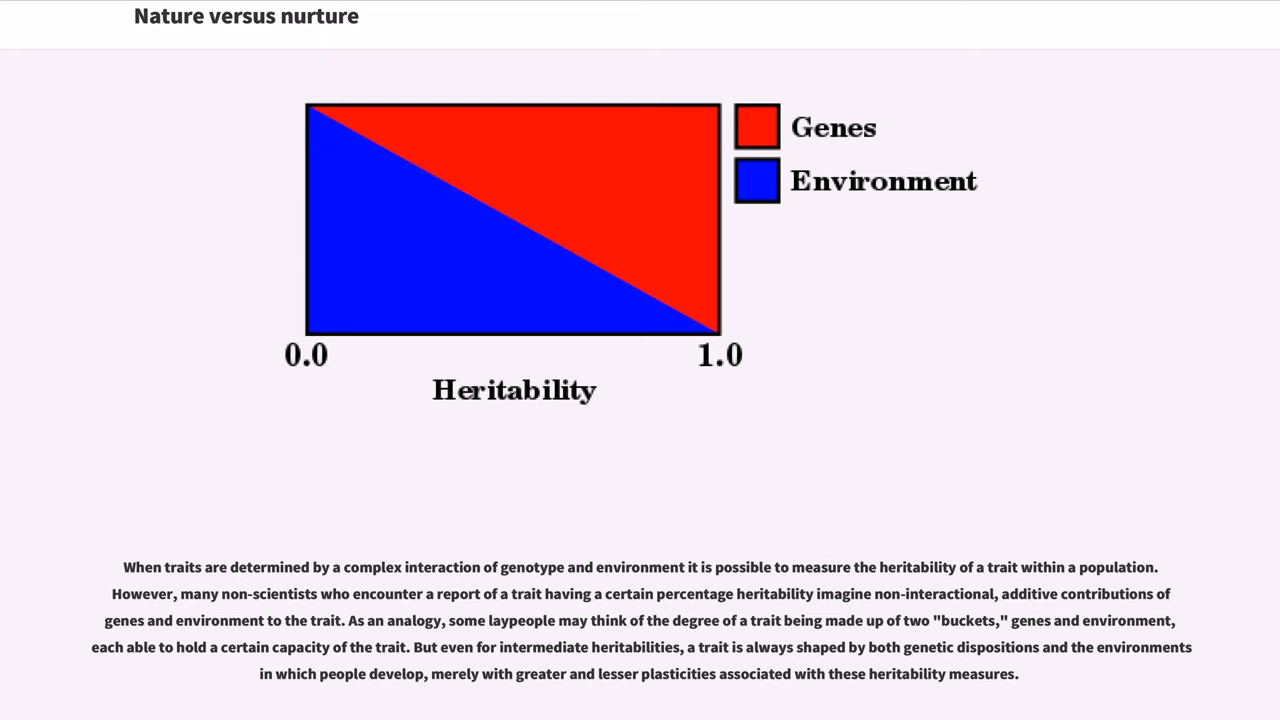 Nature versus nurture
Genes
Environment
0.0 1.0
Heritability
When traits are determined by a complex interaction of genotype and environment it is possible to measure the heritability of a trait within a population.
However, many non-scientists who encounter a report of a trait having a certain percentage heritability imagine non-interactional, additive contributions of
genes and environment to the trait. As an analogy, some laypeople may think of the degree of a trait being made up of two "buckets," genes and environment,
each able to hold a certain capacity of the trait. But even for intermediate heritabilities, a trait is always shaped by both genetic dispositions and the environments
in which people develop, merely with greater and lesser plasticities associated with these heritability measures.